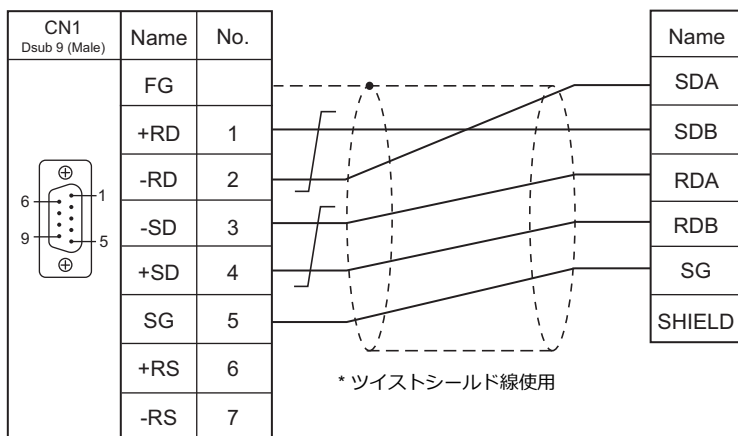 CN1
Dsub 9 (Male)
Name No.
FG
+RD 1
-RD 2
-SD 3
+SD 4
SG 5
+RS 6
-RS 7
6 1
9 5
Name
SDA
SDB
RDA
RDB
SG
SHIELD
* ツイストシールド線使用